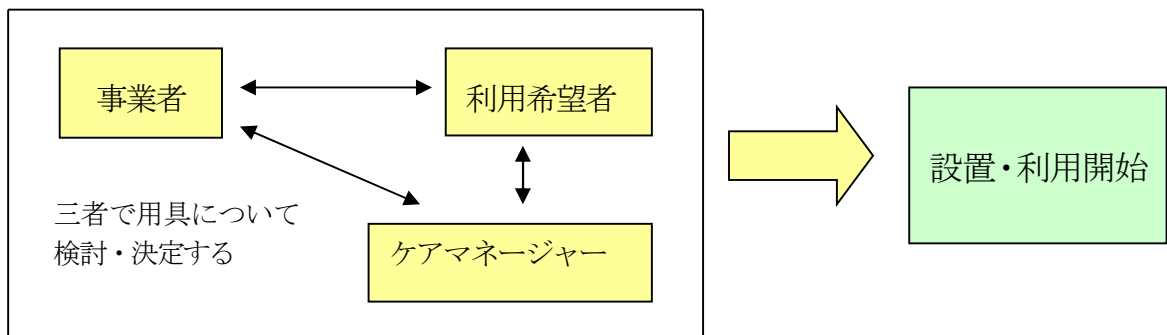 事業者
利用希望者
三者で用具について
検討・決定する
ケアマネージャー
設置・利用開始